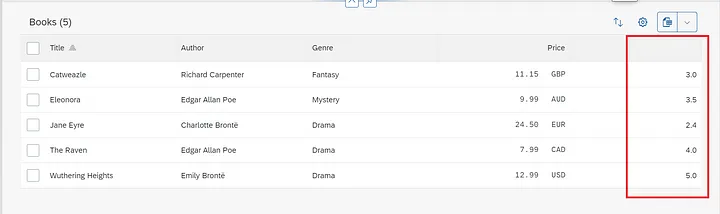 Books (5)
Title Author Genre Price
Catweazle Richard Carpenter Fantasy 11.15 GBP 3.0
Eleonora Edgar Allan Poe Mystery 9.99 AUD 3.5
Jane Eyre Charlotte Brontë Drama 24.50 EUR 2.4
The Raven Edgar Allan Poe Drama 7.99 CAD 4.0
Wuthering Heights Emily Brontë Drama 12.99 USD 5.0